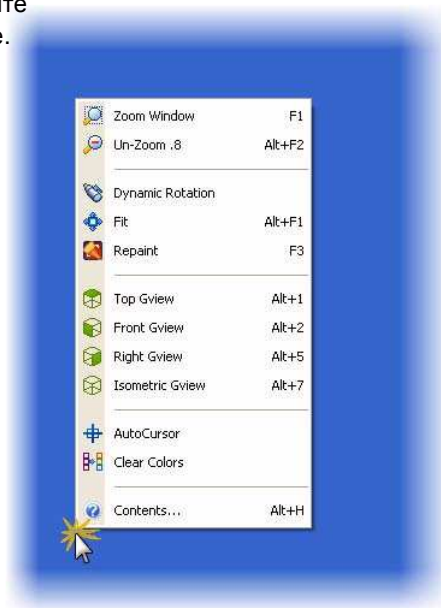 e.
Zoom Window F1
Un-Zoom .8 Alt+F2
Dynamic Rotation
Fit Alt+F1
Repaint F3
Top Gview Alt+1
Front Gview Alt+2
Right Gview Alt+5
Isometric Gview Alt+7
AutoCursor
Clear Colors
Contents... Alt+H